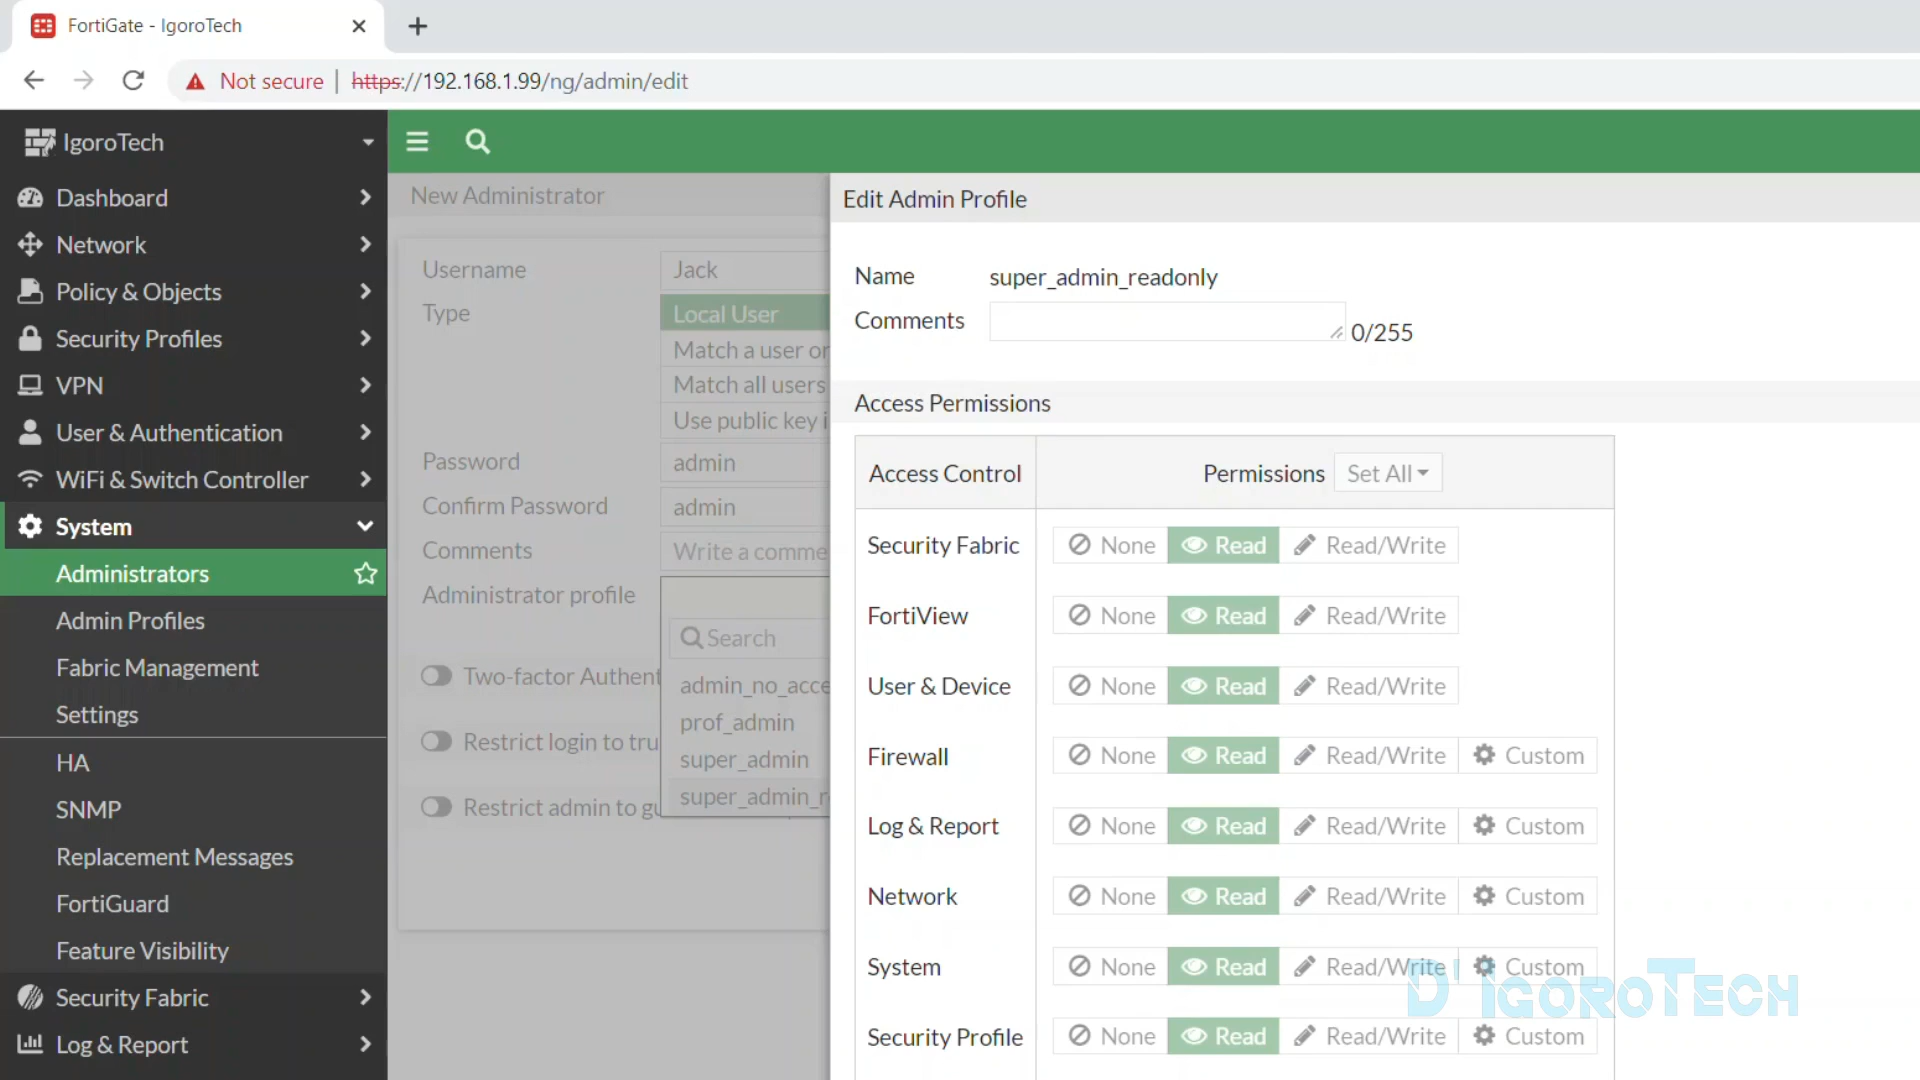 FortiGate - IgoroTech
Not secure | https://192.168.1.99/ng/admin/edit
IgoroTech
Dashboard
Network
Policy & Objects
Security Profiles
VPN
User & Authentication
WiFi & Switch Controller
System
Administrators
Admin Profiles
Fabric Management
Settings
HA
SNMP
Replacement Messages
FortiGuard
Feature Visibility
Security Fabric
Log & Report
New Administrator
Username Jack
Type Local User
Match a user on
Match all users
Use public key i
Password admin
Confirm Password admin
Comments Write a comme
Administrator profile
Search
admin_no_acce
prof_admin
super_admin
super_admin_r
Two-factor Authent
Restrict login to tru
Restrict admin to gu
Edit Admin Profile
Name super_admin_readonly
Comments 0/255
Access Permissions
Access Control Permissions Set All
Security Fabric None Read Read/Write
FortiView None Read Read/Write
User & Device None Read Read/Write
Firewall None Read Read/Write Custom
Log & Report None Read Read/Write Custom
Network None Read Read/Write Custom
System None Read Read/Write Custom
Security Profile None Read Read/Write Custom
D' IGOROTECH